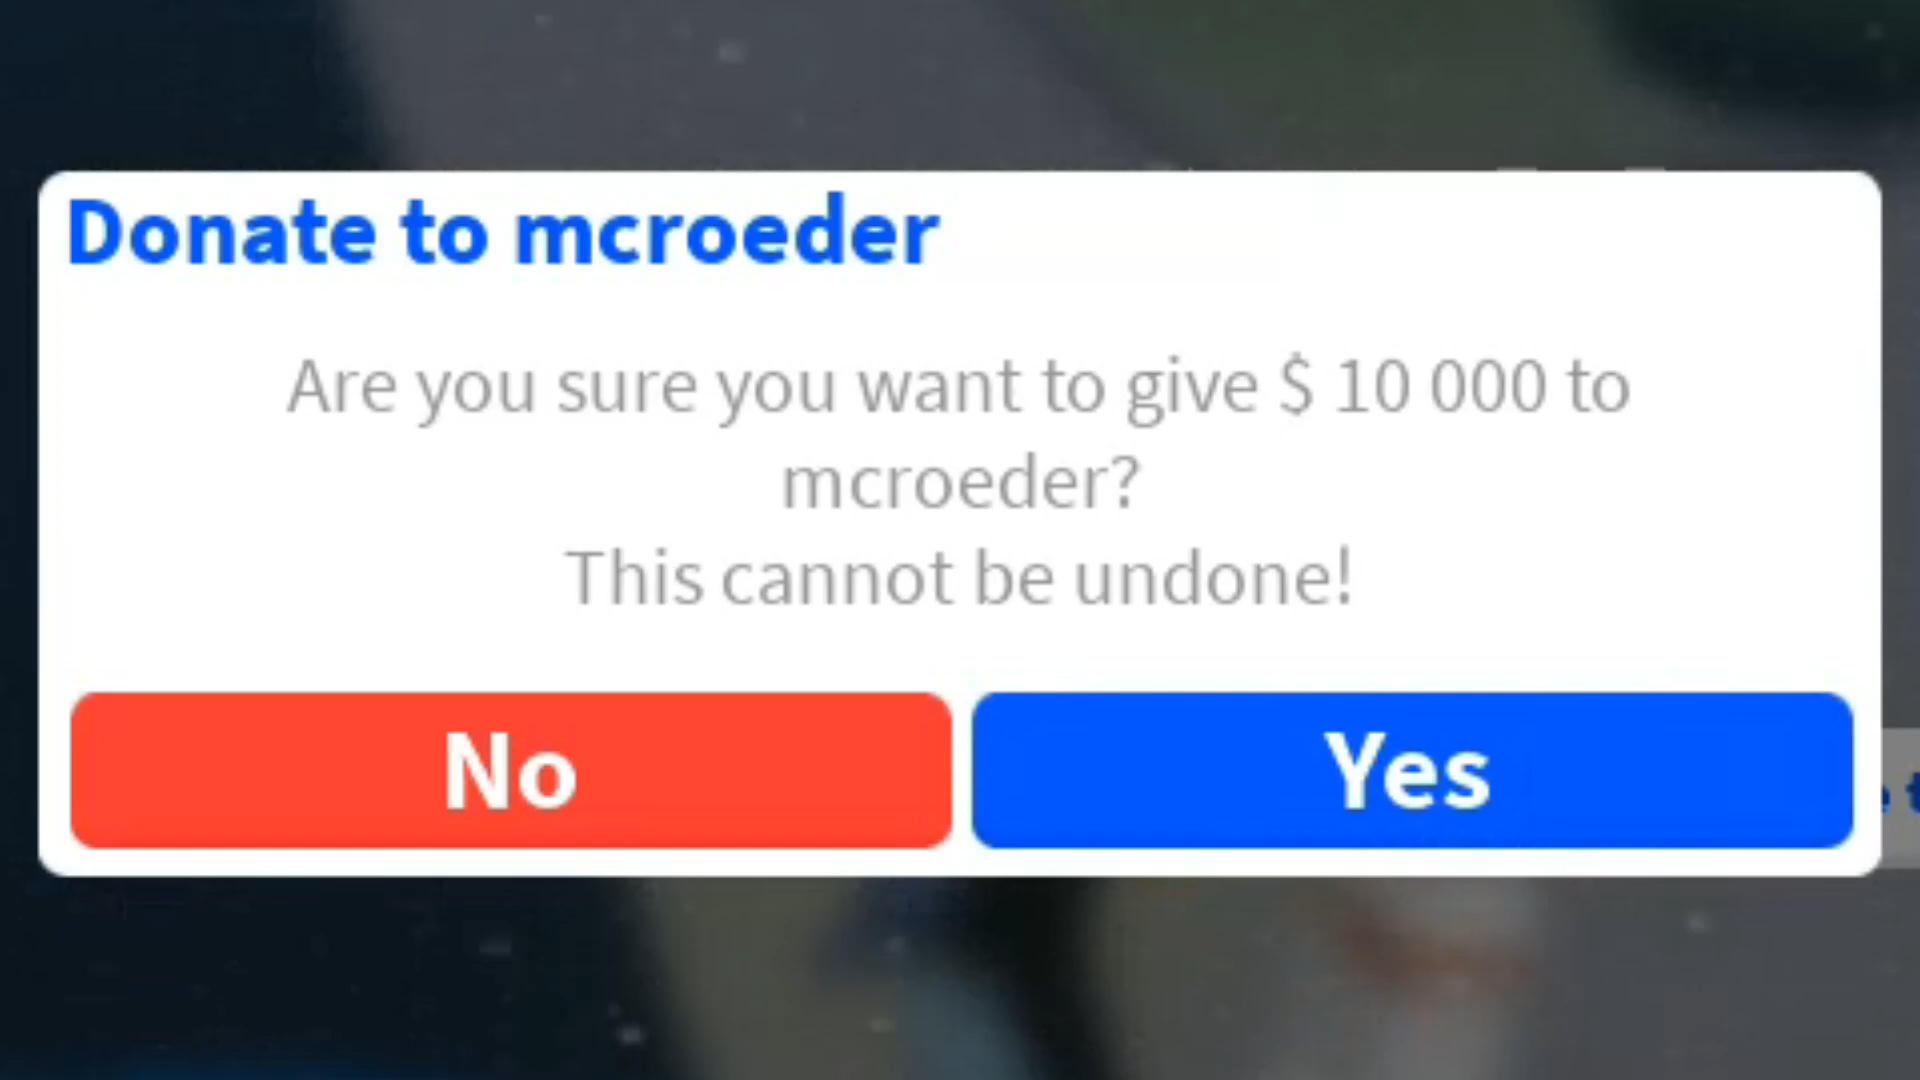 Donate to mcroeder
Are you sure you want to give $ 10 000 to
mcroeder?
This cannot be undone!
No
Yes